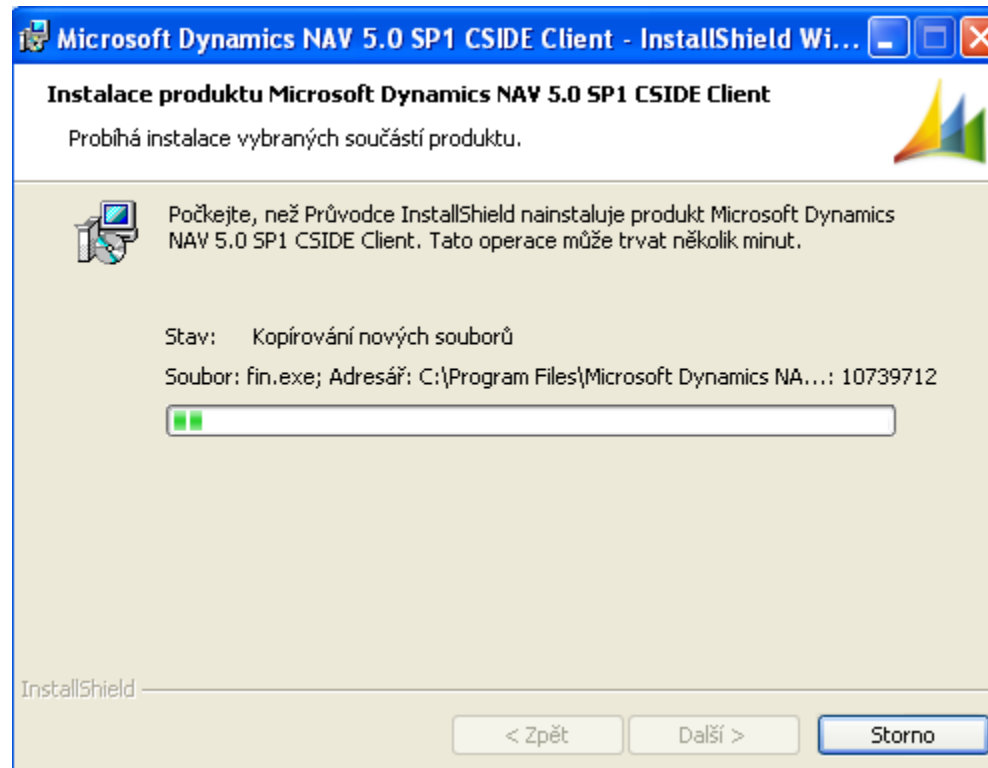 Microsoft Dynamics NAV 5.0 SP1 CSIDE Client - InstallShield Wi...
Instalace produktu Microsoft Dynamics NAV 5.0 SP1 CSIDE Client
Probíhá instalace vybraných součástí produktu.
Počkejte, než Průvodce InstallShield nainstaluje produkt Microsoft Dynamics
NAV 5.0 SP1 CSIDE Client. Tato operace může trvat několik minut.
Stav: Kopírování nových souborů
Soubor: fin.exe; Adresář: C:\Program Files\Microsoft Dynamics NA...: 10739712
InstallShield
< Zpět Další > Storno